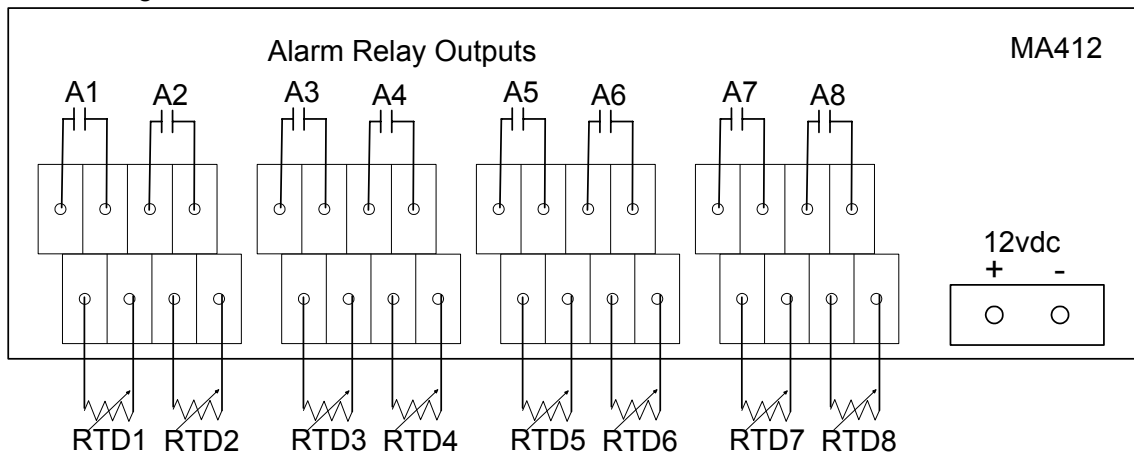 Alarm Relay Outputs MA412
A1 A2 A3 A4 A5 A6 A7 A8
12vdc
+ -
RTD1 RTD2 RTD3 RTD4 RTD5 RTD6 RTD7 RTD8